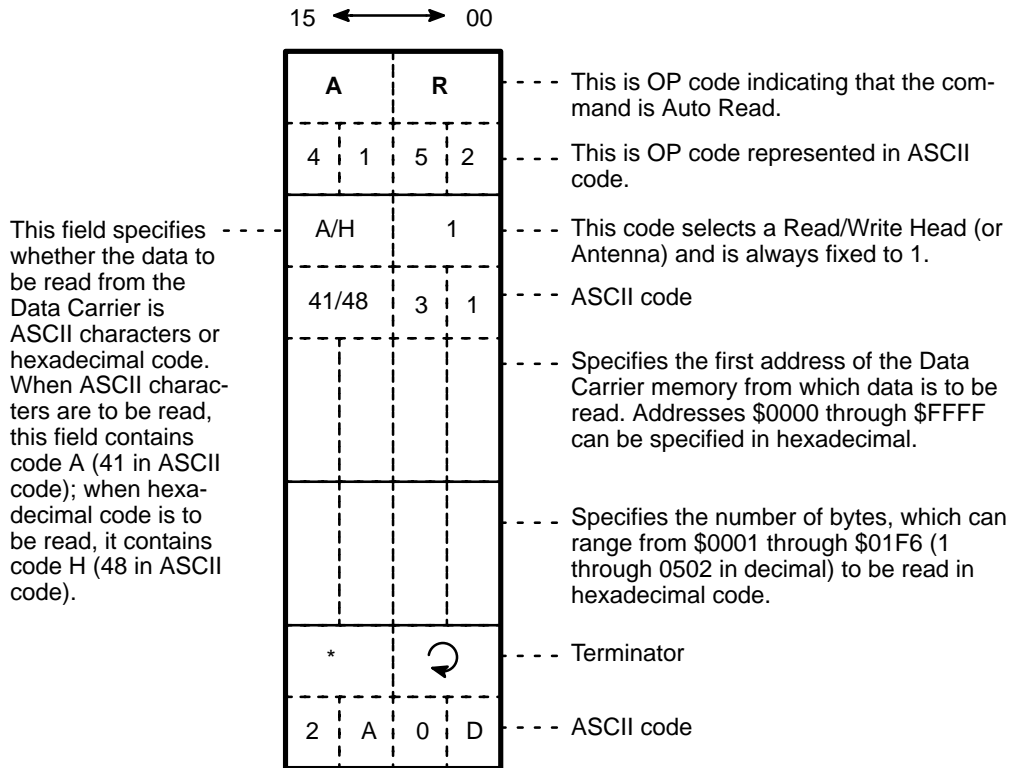 15 00
A R
This is OP code indicating that the com-
mand is Auto Read.
4 1 5 2
This is OP code represented in ASCII
code.
This field specifies
whether the data to
be read from the
Data Carrier is
ASCII characters or
hexadecimal code.
When ASCII charac-
ters are to be read,
this field contains
code A (41 in ASCII
code); when hexa-
decimal code is to
be read, it contains
code H (48 in ASCII
code).
A/H 1
This code selects a Read/Write Head (or
Antenna) and is always fixed to 1.
41/48 3 1
ASCII code
Specifies the first address of the Data
Carrier memory from which data is to be
read. Addresses $0000 through $FFFF
can be specified in hexadecimal.
Specifies the number of bytes, which can
range from $0001 through $01F6 (1
through 0502 in decimal) to be read in
hexadecimal code.
*
Terminator
2 A 0 D
ASCII code